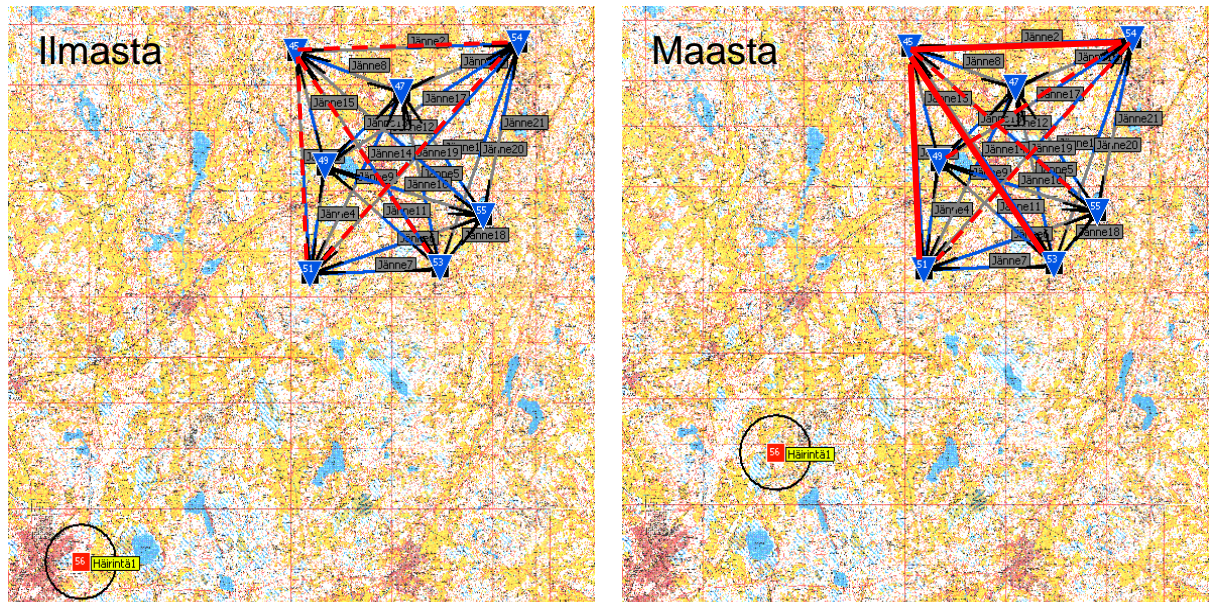 Ilmasta
45
54
Jänne2
Jänne8
47
Jänne15
Jänne17
Jänne21
Jänne12
49
Jänne14
Jänne19
Jänne20
Jänne9
Jänne5
Jänne4
Jänne11
55
Jänne18
51
53
Jänne7
56
Häirintä1
Maasta
45
54
Jänne2
Jänne8
47
Jänne17
Jänne21
Jänne12
49
Jänne19
Jänne20
Jänne5
Jänne4
Jänne11
55
Jänne18
51
53
Jänne7
56
Häirintä1